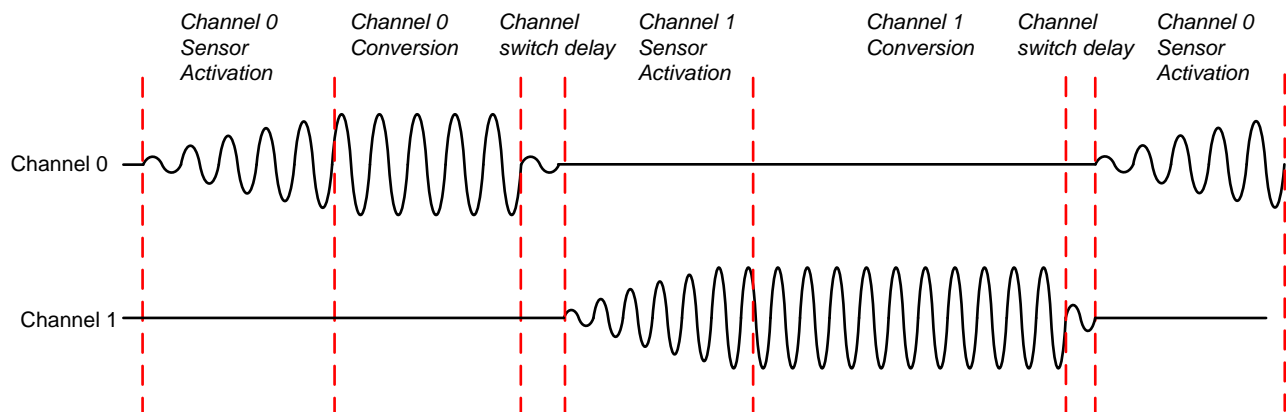 Channel 0
Sensor
Activation
Channel 0
Conversion
Channel
switch delay
Channel 1
Sensor
Activation
Channel 1
Conversion
Channel
switch delay
Channel 0
Sensor
Activation
Channel 0
Channel 1